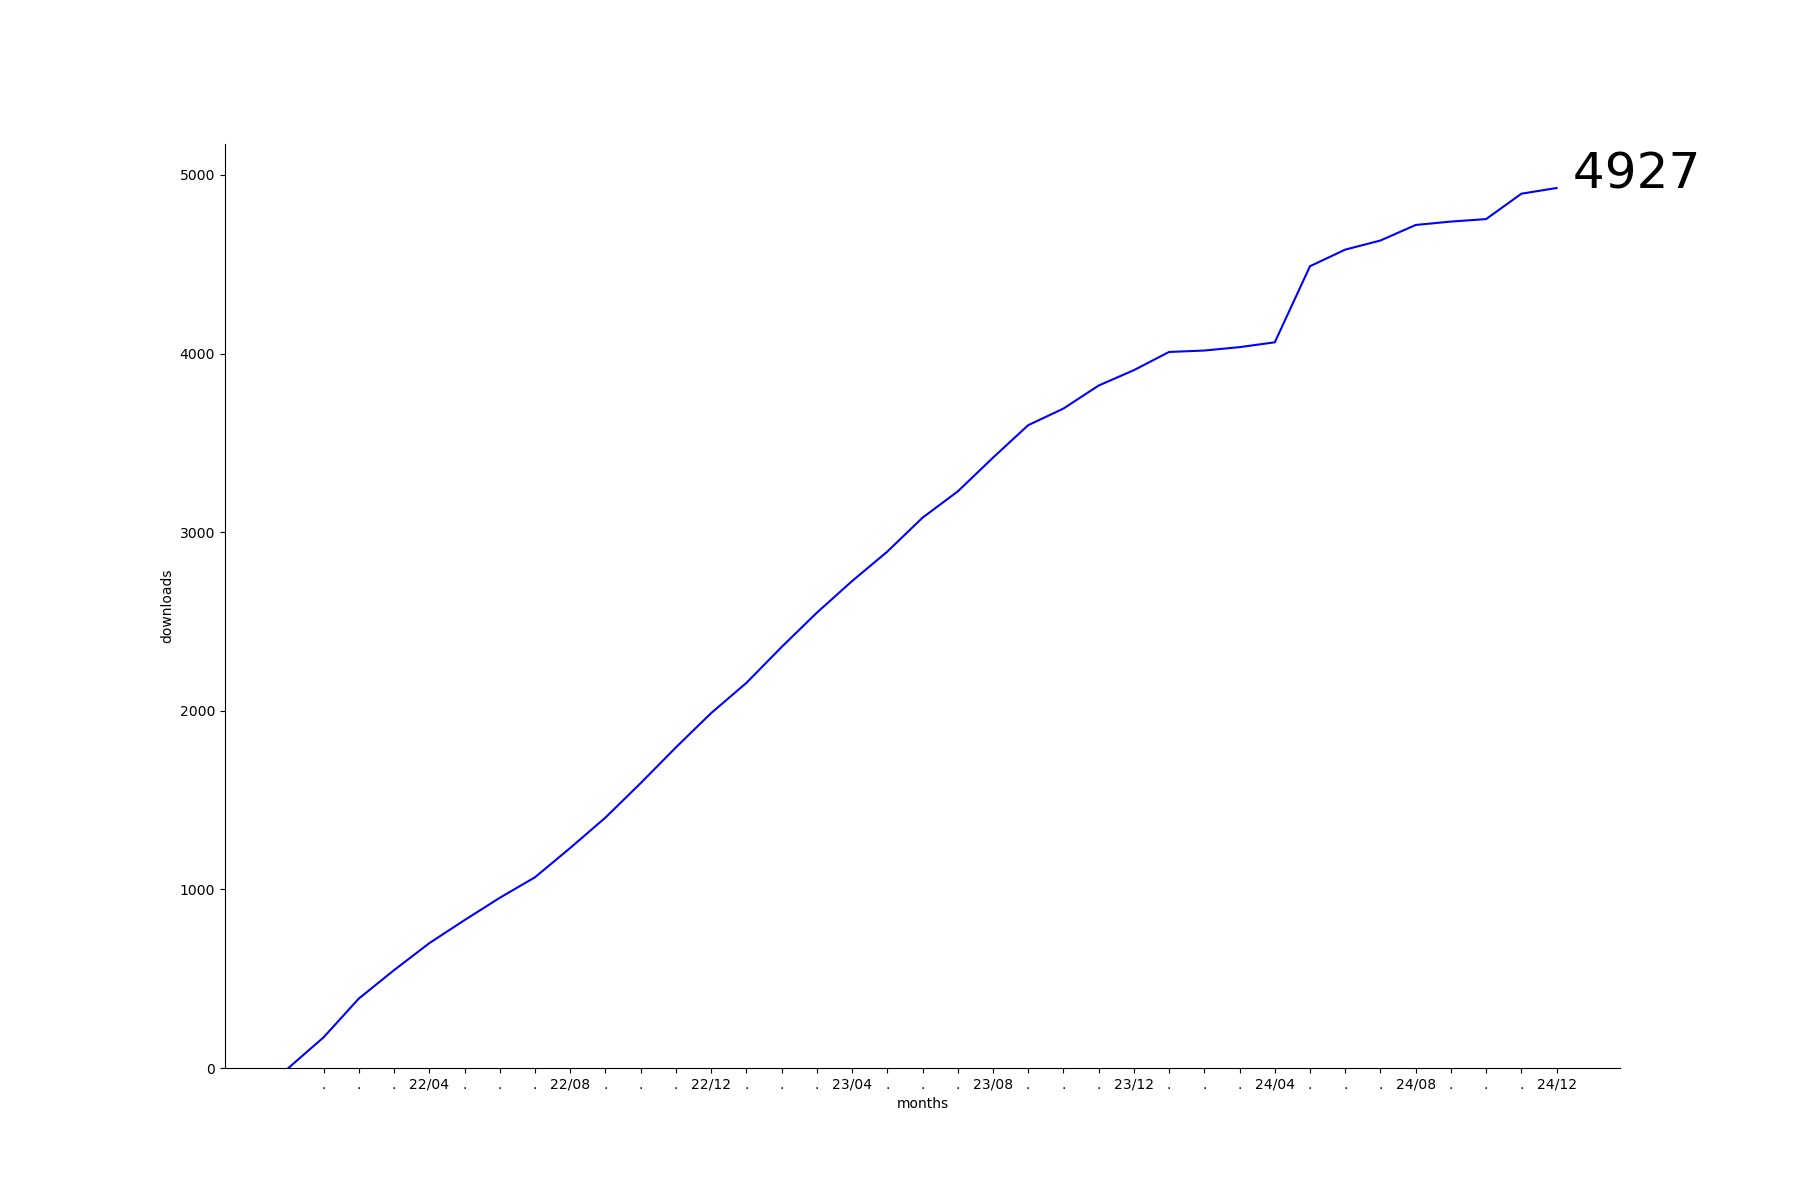 4927
5000
4000
3000
2000
1000
0
downloads
. . . 22/04 . . . 22/08 . . . 22/12 . . . 23/04 . . . 23/08 . . . 23/12 . . . 24/04 . . . 24/08 . . . 24/12
months